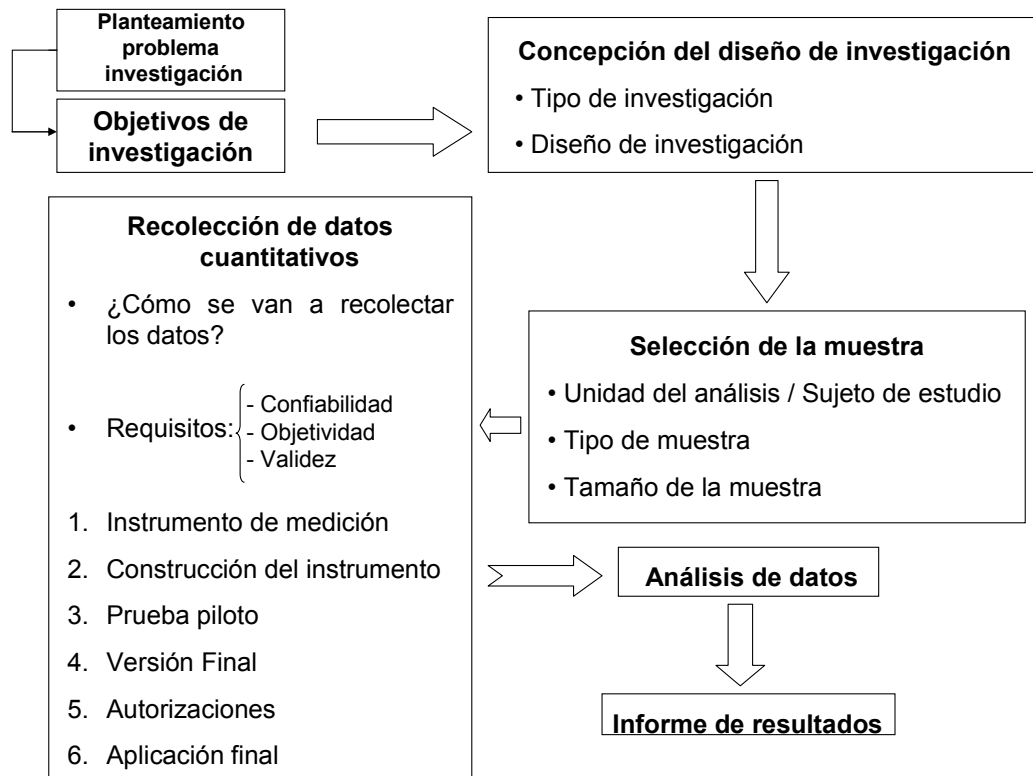 Planteamiento
problema
investigación
Objetivos de
investigación
Concepción del diseño de investigación
• Tipo de investigación
• Diseño de investigación
Recolección de datos
cuantitativos
• ¿Cómo se van a recolectar
los datos?
• Requisitos:
- Confiabilidad
- Objetividad
- Validez
1. Instrumento de medición
2. Construcción del instrumento
3. Prueba piloto
4. Versión Final
5. Autorizaciones
6. Aplicación final
Selección de la muestra
• Unidad del análisis / Sujeto de estudio
• Tipo de muestra
• Tamaño de la muestra
Análisis de datos
Informe de resultados